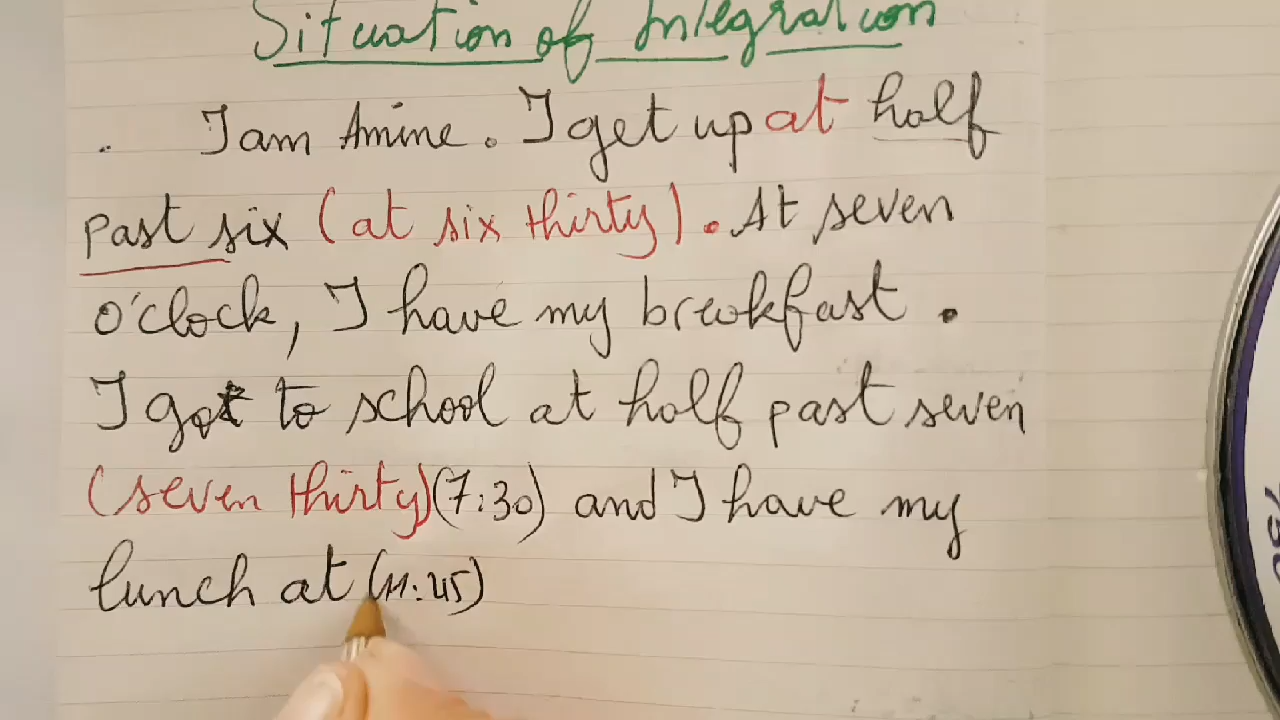 Situation of Integration
. I am Amine. I get up at half
past six (at six thirty). At seven
o'clock, I have my breakfast.
I got to school at half past seven
(seven thirty) (7:30) and I have my
lunch at (11:45)